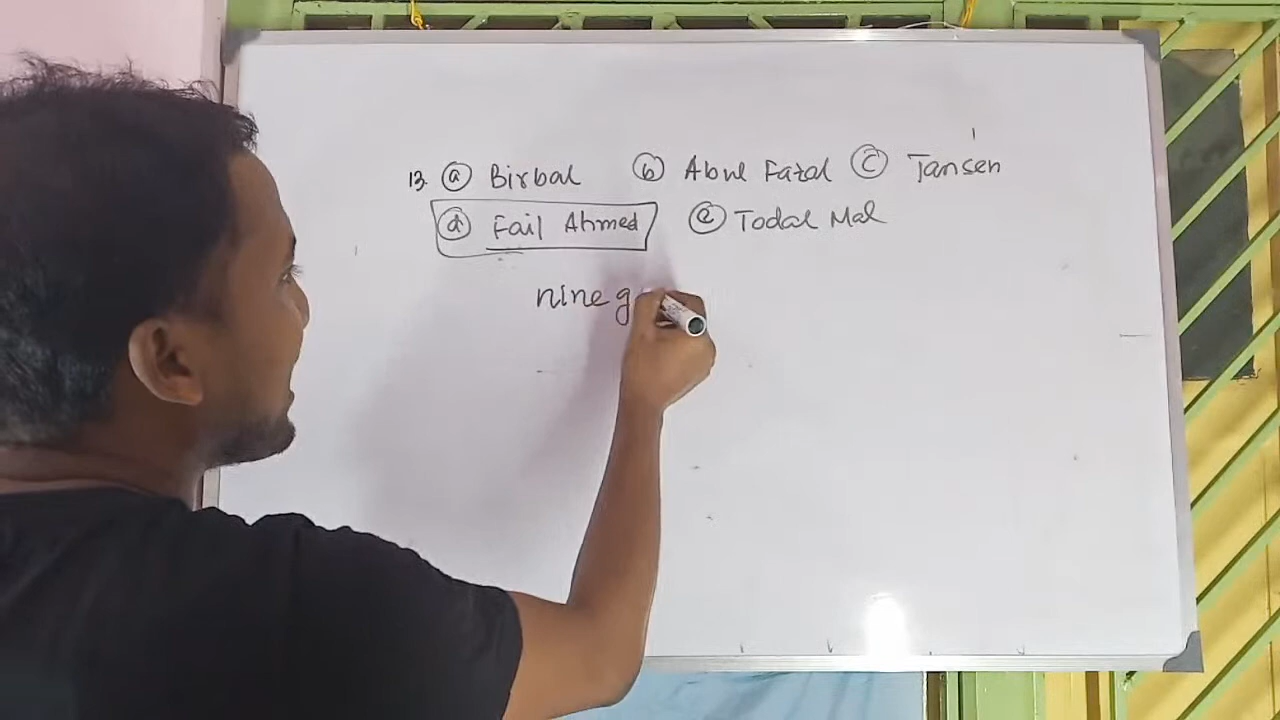 13. ⓐ Birbal ⓑ Abul Fazal ⓒ Tansen
ⓓ Fail Ahmed ⓔ Todal Mal
nine g